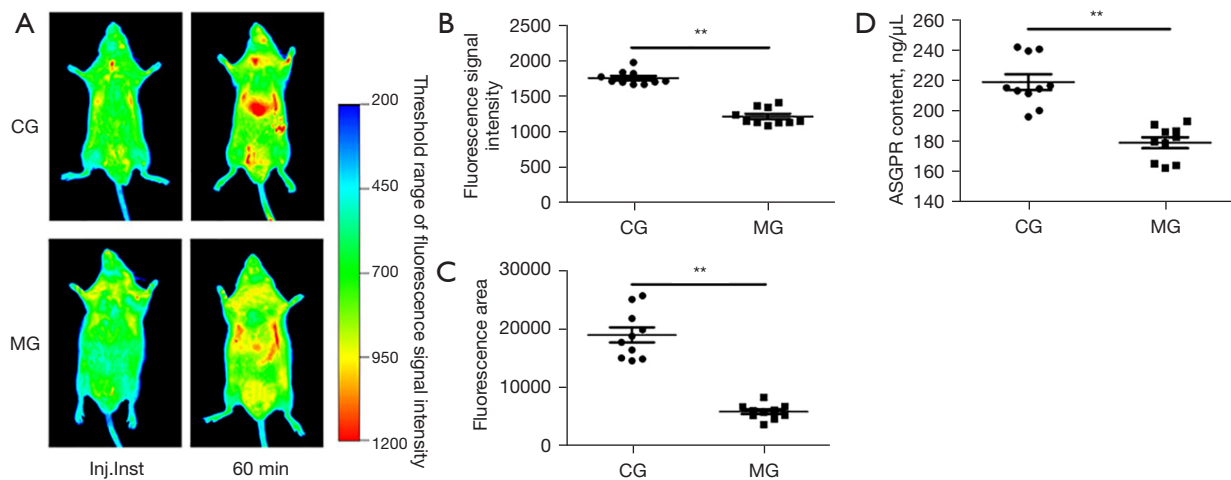 A
CG
MG
Inj.Inst
60 min
200
450
700
950
1200
Threshold range of fluorescence signal intensity
B
Fluorescence signal
intensity
2500
2000
1500
1000
500
0
**
CG
MG
C
Fluorescence area
30000
20000
10000
0
**
CG
MG
D
ASGPR content, ng/μL
260
240
220
200
180
160
140
**
CG
MG